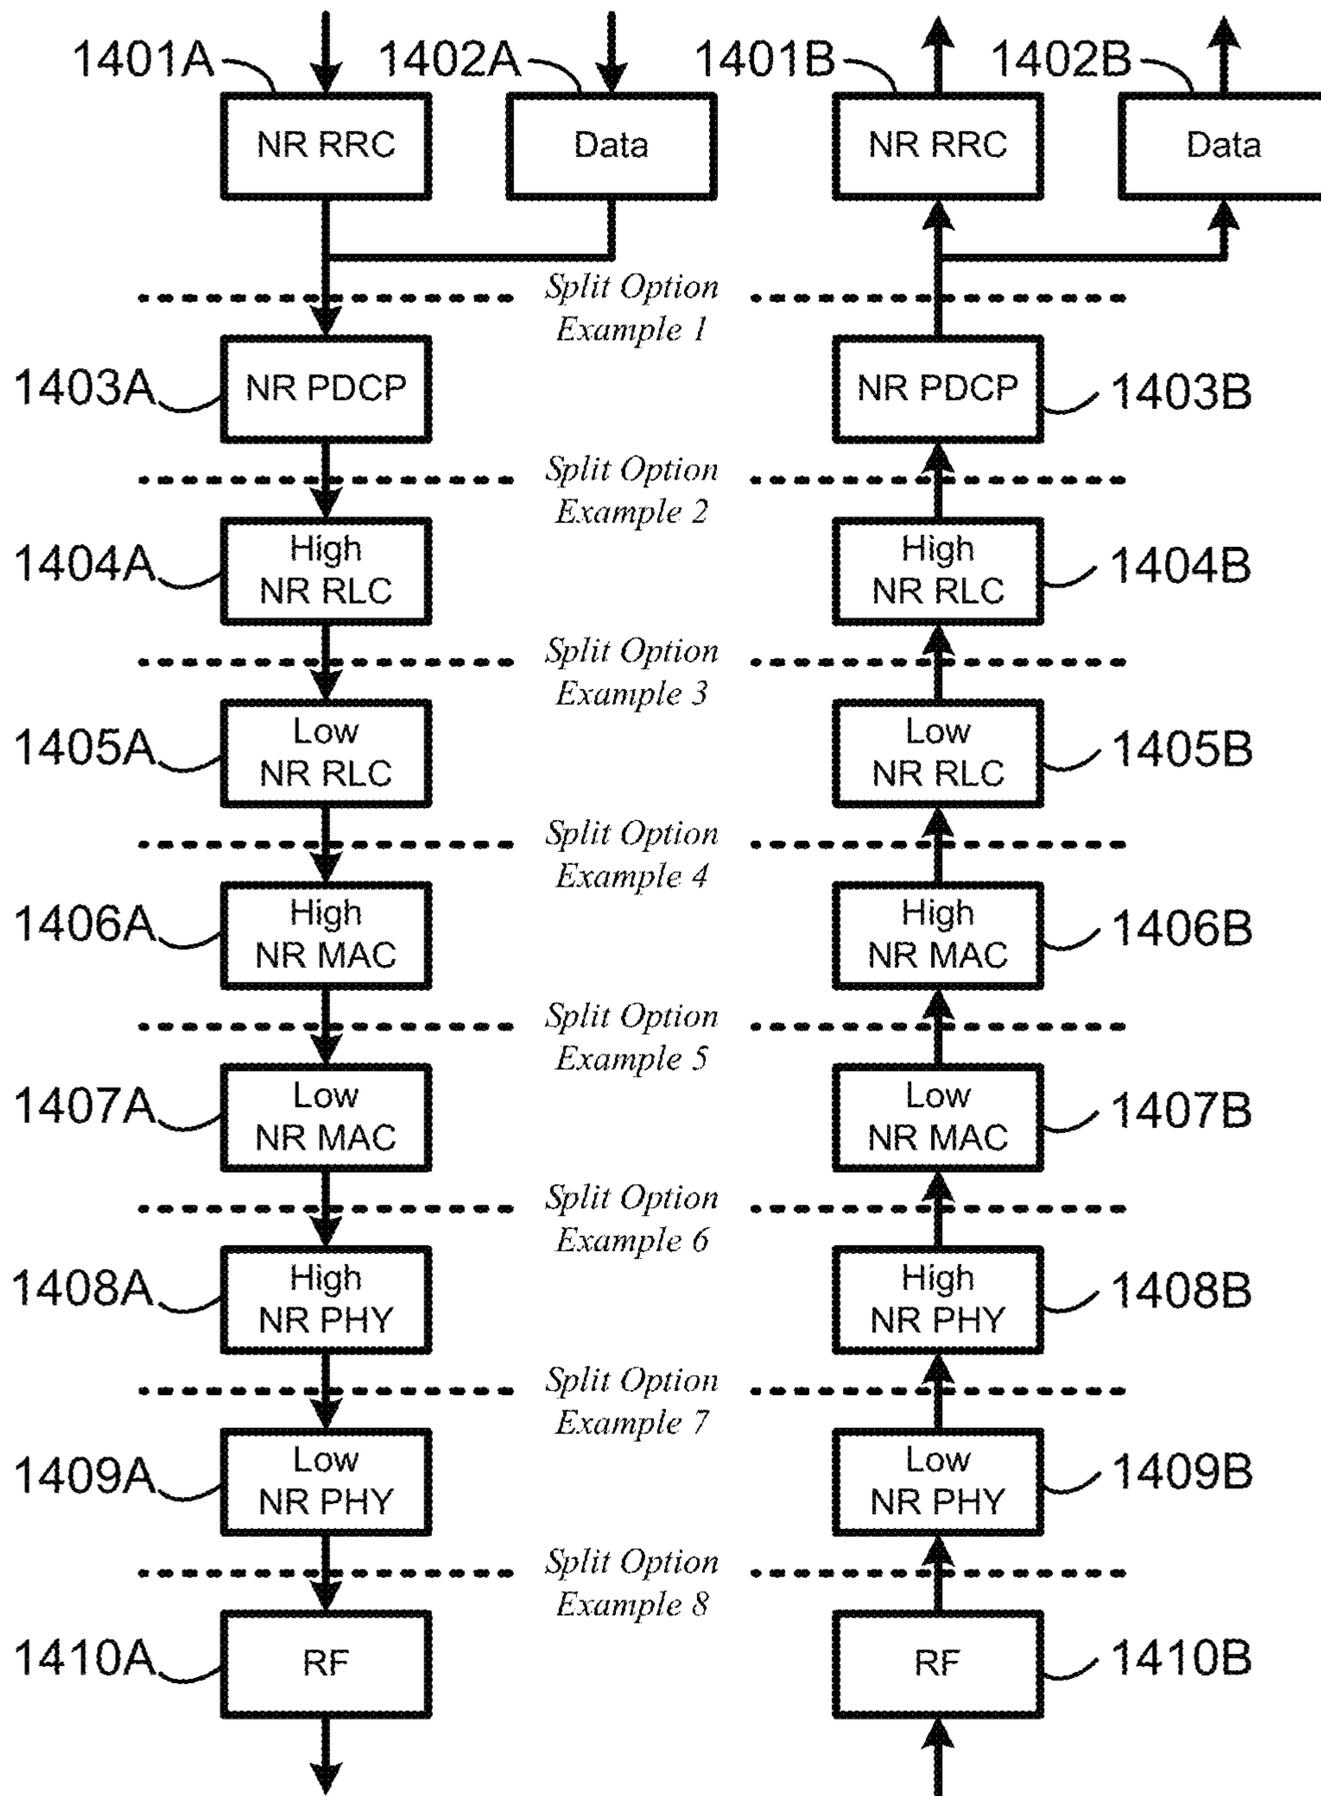 1401A 1402A 1401B 1402B
NR RRC Data NR RRC Data
Split Option
Example 1
1403A NR PDCP NR PDCP 1403B
Split Option
Example 2
1404A High NR RLC High NR RLC 1404B
Split Option
Example 3
1405A Low NR RLC Low NR RLC 1405B
Split Option
Example 4
1406A High NR MAC High NR MAC 1406B
Split Option
Example 5
1407A Low NR MAC Low NR MAC 1407B
Split Option
Example 6
1408A High NR PHY High NR PHY 1408B
Split Option
Example 7
1409A Low NR PHY Low NR PHY 1409B
Split Option
Example 8
1410A RF RF 1410B